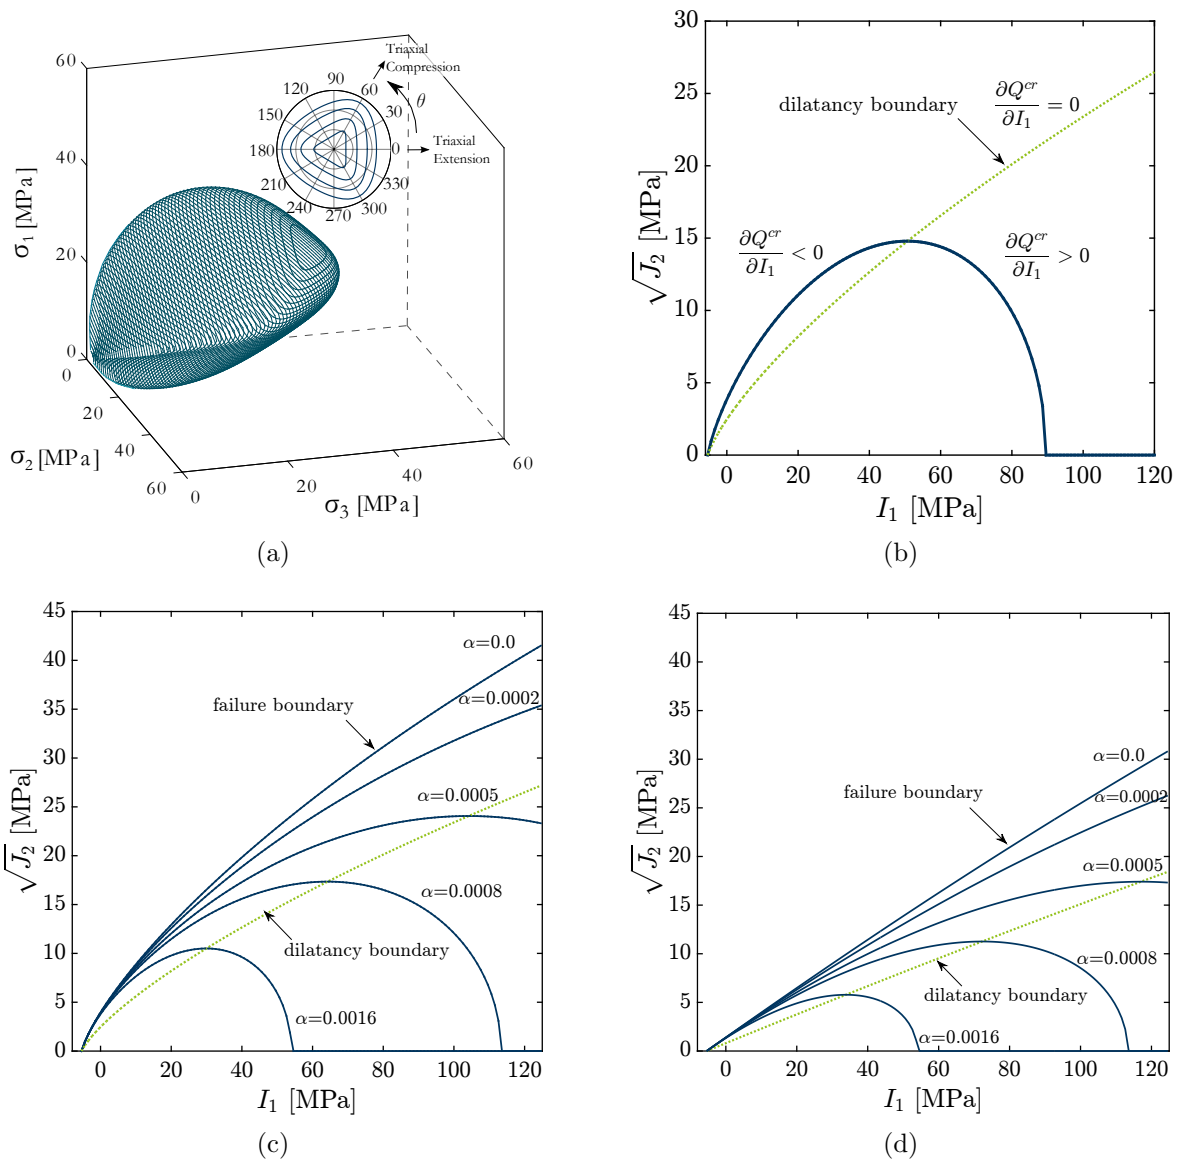 60
40
20
0
σ₁ [MPa]
0
20
40
60
σ₂ [MPa]
0
20
40
60
σ₃ [MPa]
Triaxial
Compression
θ
Triaxial
Extension
0
30
60
90
120
150
180
210
240
270
300
330
(a)
30
25
20
15
10
5
0
√J₂ [MPa]
dilatancy boundary
∂Qᶜʳ/∂I₁ = 0
∂Qᶜʳ/∂I₁ < 0
∂Qᶜʳ/∂I₁ > 0
0 20 40 60 80 100 120
I₁ [MPa]
(b)
45
40
35
30
25
20
15
10
5
0
√J₂ [MPa]
α=0.0
α=0.0002
failure boundary
α=0.0005
α=0.0008
dilatancy boundary
α=0.0016
0 20 40 60 80 100 120
I₁ [MPa]
(c)
45
40
35
30
25
20
15
10
5
0
√J₂ [MPa]
α=0.0
failure boundary
α=0.0002
α=0.0005
α=0.0008
dilatancy boundary
α=0.0016
0 20 40 60 80 100 120
I₁ [MPa]
(d)